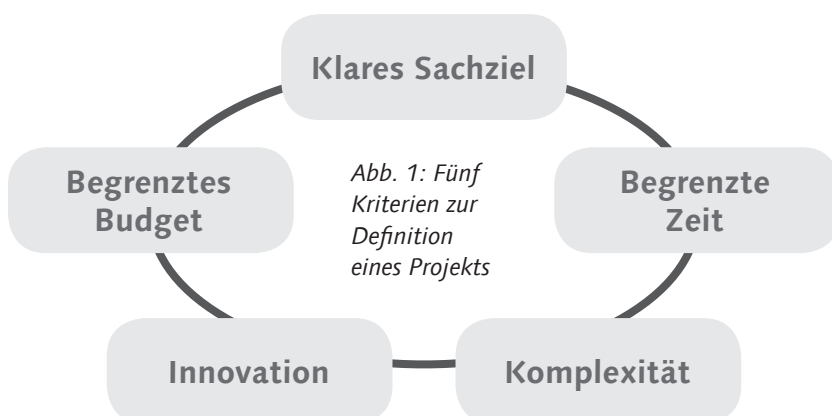 Klares Sachziel
Begrenztes
Budget
Abb. 1: Fünf
Kriterien zur
Definition
eines Projekts
Begrenzte
Zeit
Innovation
Komplexität